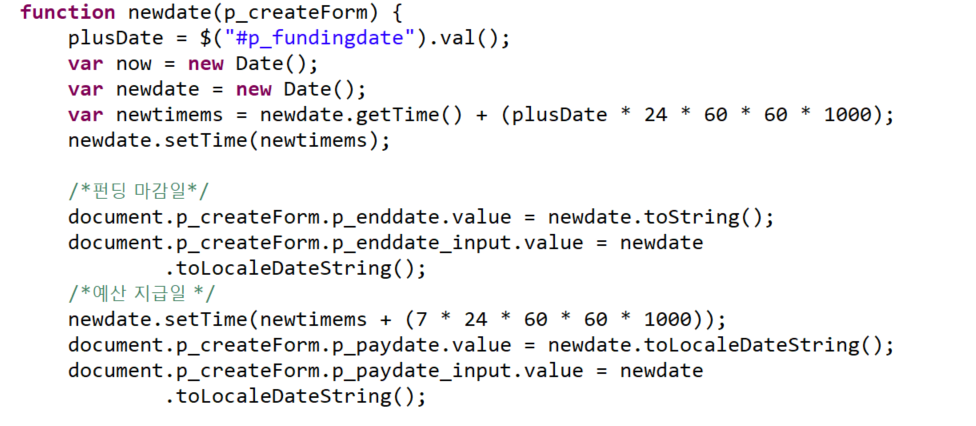 function newdate(p_createForm) {
    plusDate = $("#p_fundingdate").val();
    var now = new Date();
    var newdate = new Date();
    var newtimems = newdate.getTime() + (plusDate * 24 * 60 * 60 * 1000);
    newdate.setTime(newtimems);

    /*펀딩 마감일*/
    document.p_createForm.p_enddate.value = newdate.toString();
    document.p_createForm.p_enddate_input.value = newdate
            .toLocaleDateString();
    /*예산 지급일 */
    newdate.setTime(newtimems + (7 * 24 * 60 * 60 * 1000));
    document.p_createForm.p_paydate.value = newdate.toLocaleDateString();
    document.p_createForm.p_paydate_input.value = newdate
            .toLocaleDateString();